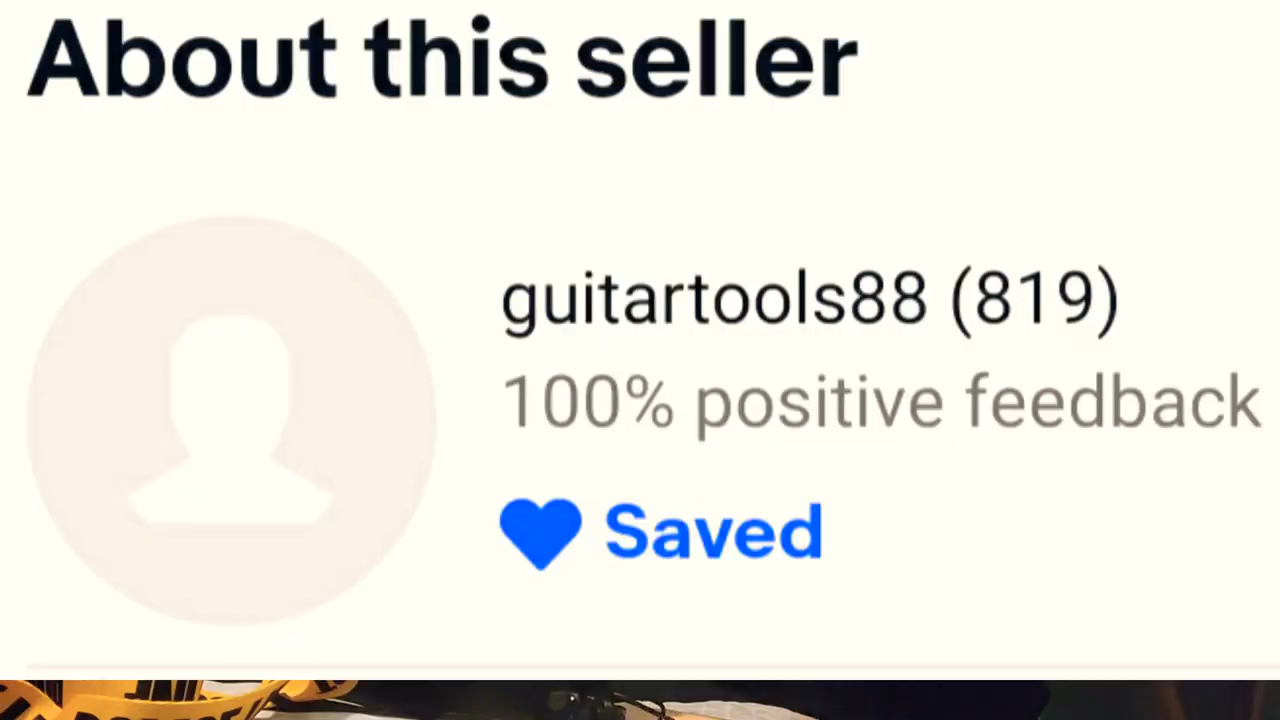 About this seller
guitartools88 (819)
100% positive feedback
Saved